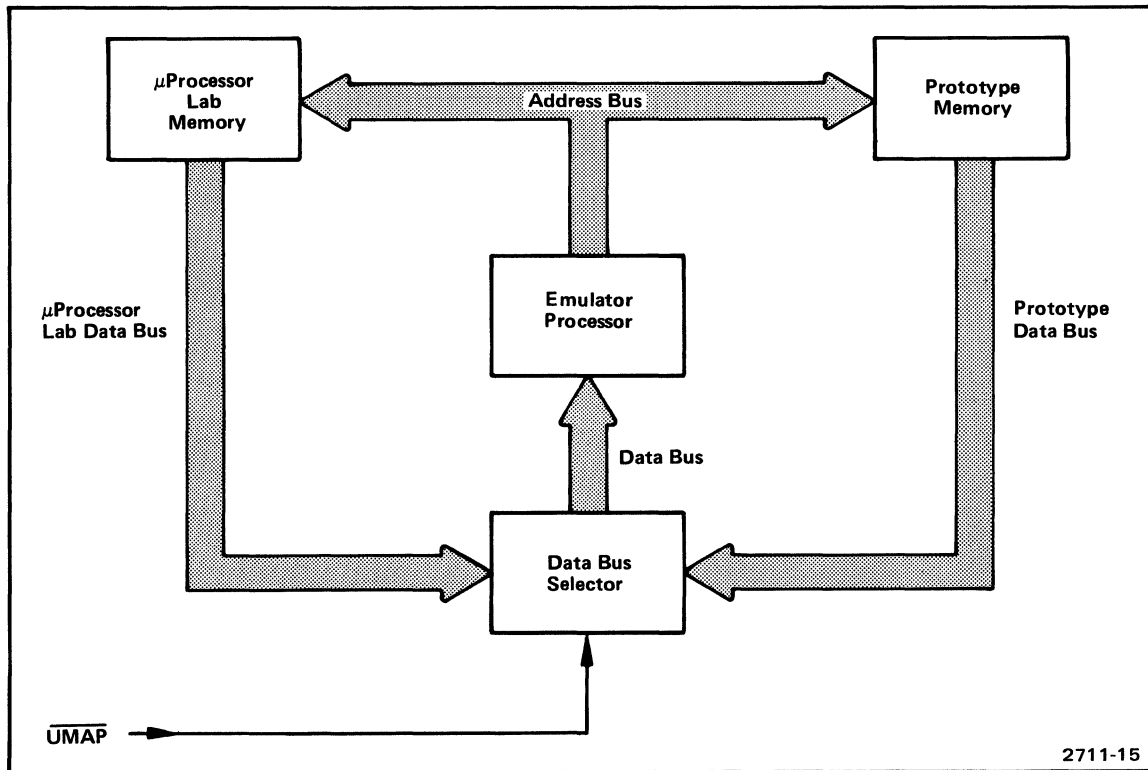 μProcessor
Lab
Memory
Address Bus
Prototype
Memory
Emulator
Processor
μProcessor
Lab Data Bus
Prototype
Data Bus
Data Bus
Data Bus
Selector
U̅M̅A̅P̅
2711-15